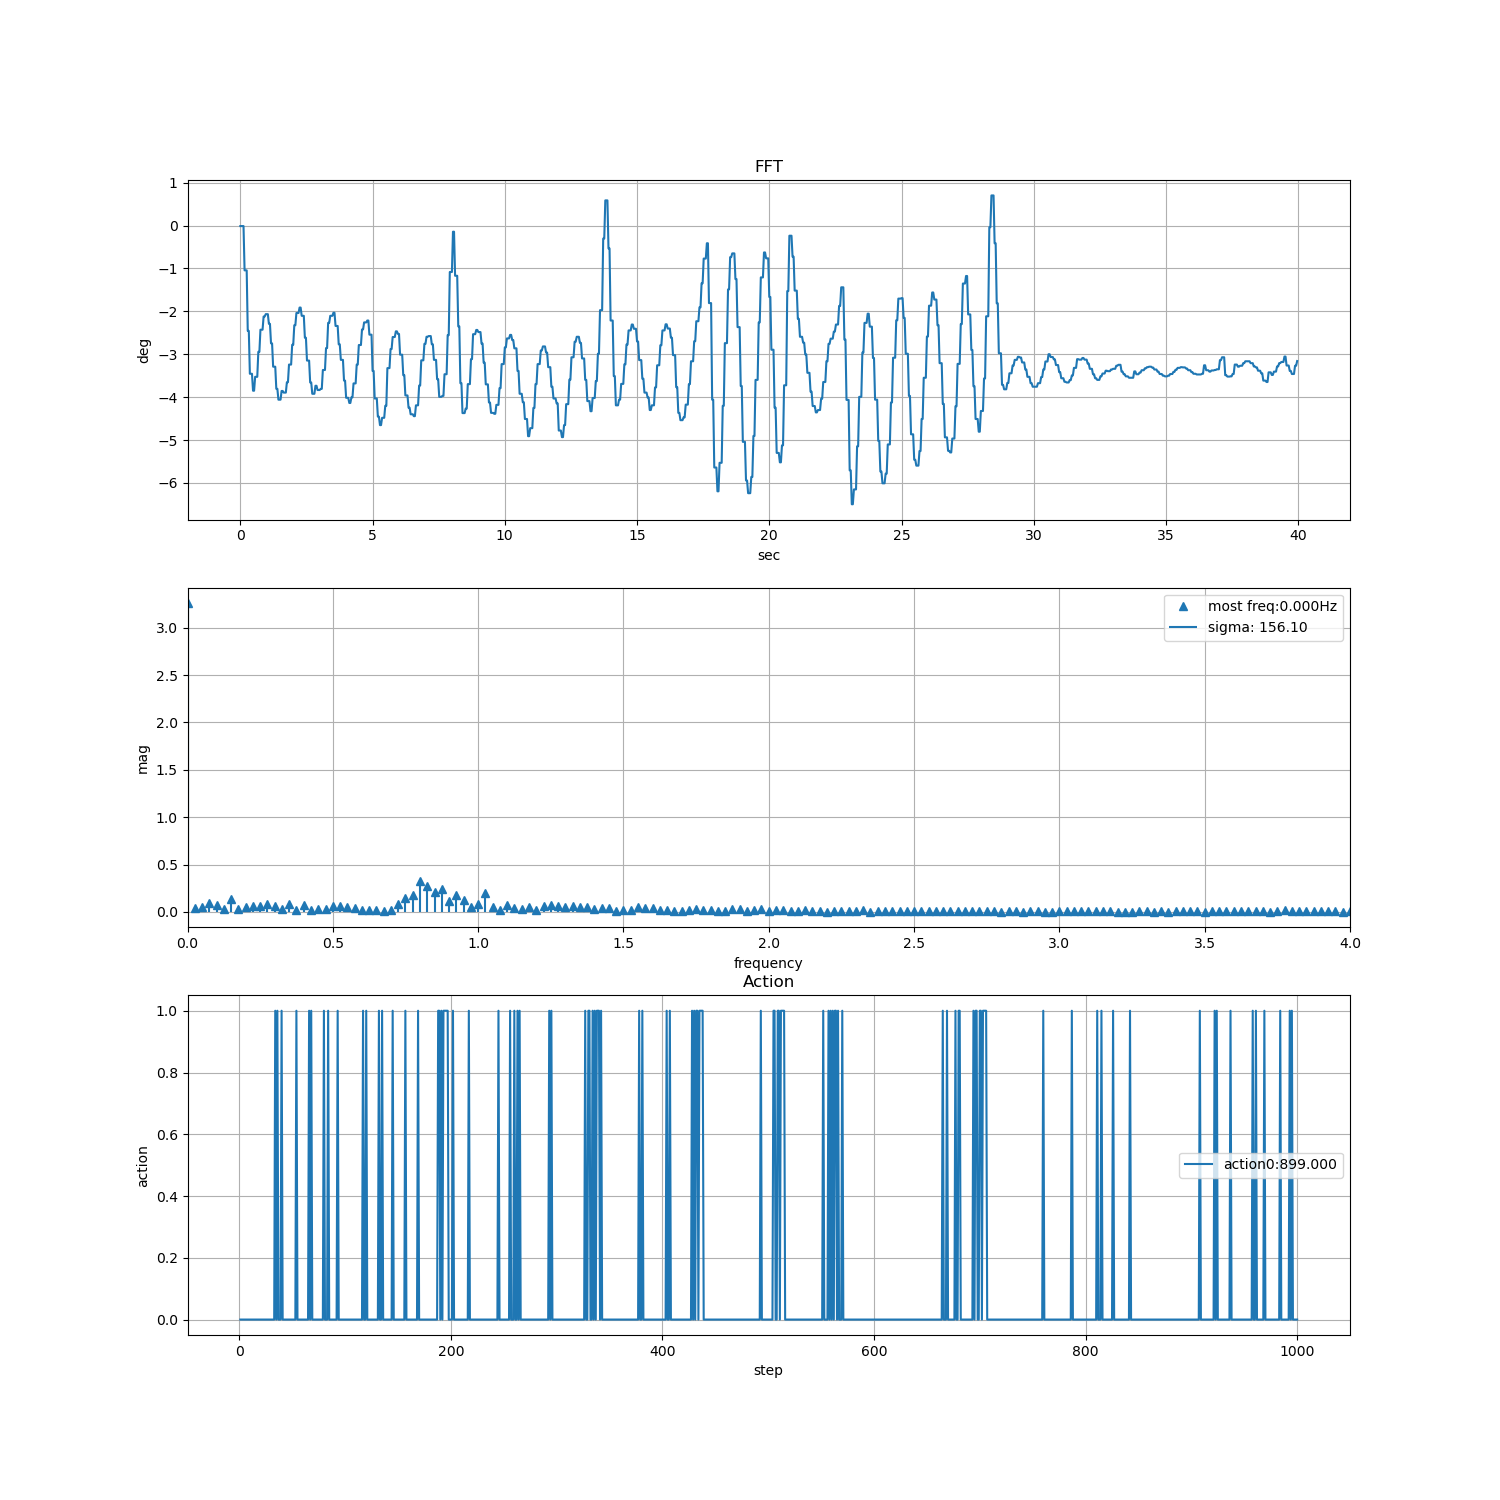 FFT
1
0
−1
−2
−3
−4
−5
−6
deg
0 5 10 15 20 25 30 35 40
sec
3.0
2.5
2.0
1.5
1.0
0.5
0.0
mag
most freq:0.000Hz
sigma: 156.10
0.0 0.5 1.0 1.5 2.0 2.5 3.0 3.5 4.0
frequency
Action
1.0
0.8
0.6
0.4
0.2
0.0
action
action0:899.000
0 200 400 600 800 1000
step